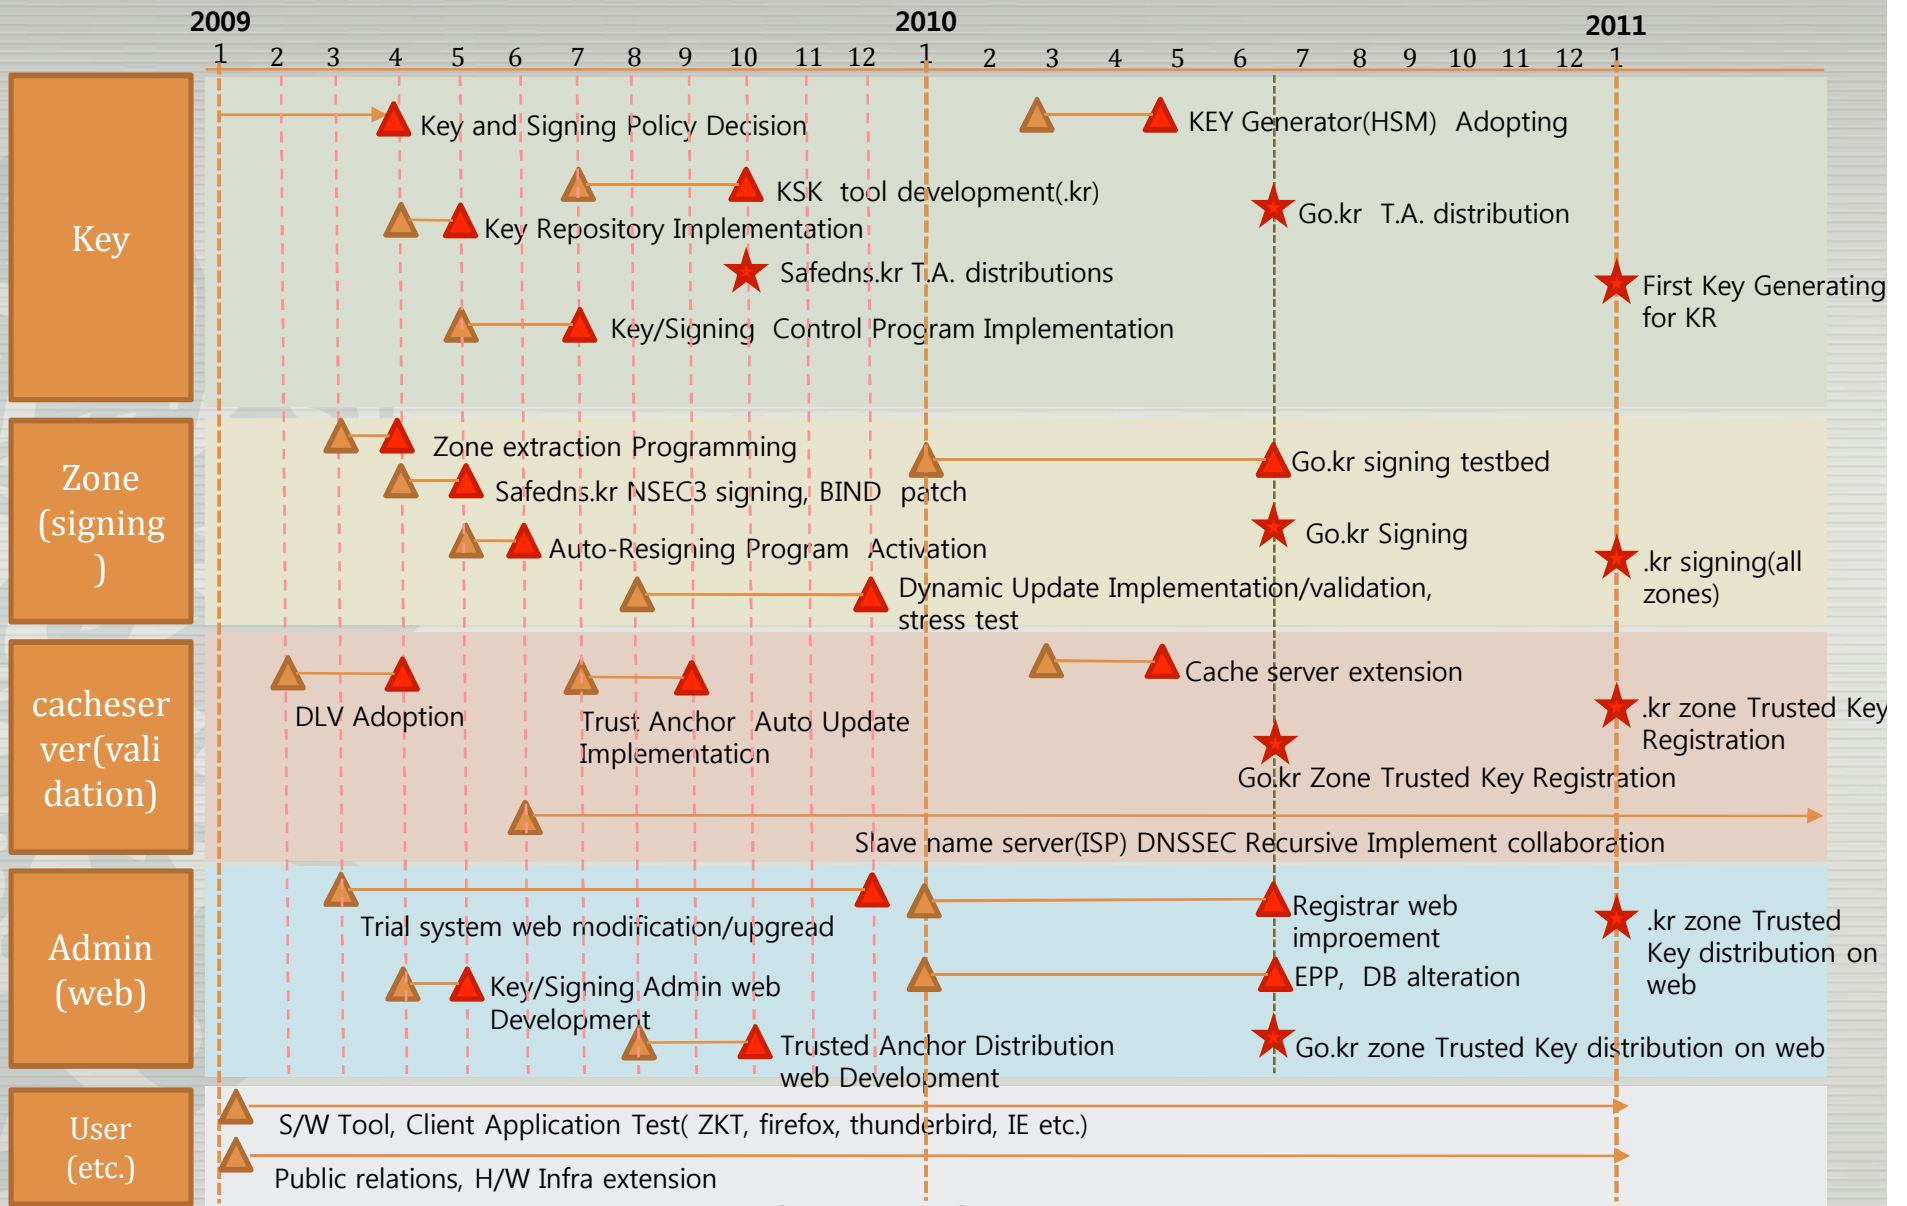 2009
2010
2011
1 2 3 4 5 6 7 8 9 10 11 12 1 2 3 4 5 6 7 8 9 10 11 12 1
Key
Key and Signing Policy Decision
KEY Generator(HSM) Adopting
KSK tool development(.kr)
Go.kr T.A. distribution
Key Repository Implementation
Safedns.kr T.A. distributions
First Key Generating
for KR
Key/Signing Control Program Implementation
Zone
(signing
)
Zone extraction Programming
Go.kr signing testbed
Safedns.kr NSEC3 signing, BIND patch
Go.kr Signing
Auto-Resigning Program Activation
.kr signing(all
zones)
Dynamic Update Implementation/validation,
stress test
cacheser
ver(vali
dation)
DLV Adoption
Trust Anchor Auto Update
Implementation
Cache server extension
.kr zone Trusted Key
Registration
Go.kr Zone Trusted Key Registration
Slave name server(ISP) DNSSEC Recursive Implement collaboration
Admin
(web)
Trial system web modification/upgread
Registrar web
improement
.kr zone Trusted
Key distribution on
web
Key/Signing Admin web
Development
EPP, DB alteration
Trusted Anchor Distribution
web Development
Go.kr zone Trusted Key distribution on web
User
(etc.)
S/W Tool, Client Application Test( ZKT, firefox, thunderbird, IE etc.)
Public relations, H/W Infra extension